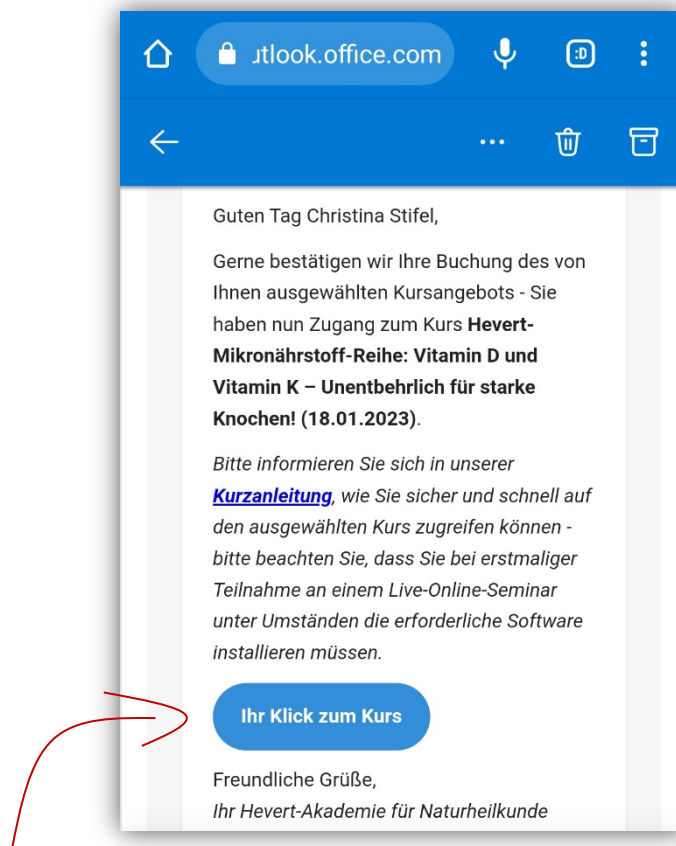 utlook.office.com
:D
Guten Tag Christina Stifel,
Gerne bestätigen wir Ihre Buchung des von
Ihnen ausgewählten Kursangebots - Sie
haben nun Zugang zum Kurs Hevert-
Mikronährstoff-Reihe: Vitamin D und
Vitamin K – Unentbehrlich für starke
Knochen! (18.01.2023).
Bitte informieren Sie sich in unserer
Kurzanleitung, wie Sie sicher und schnell auf
den ausgewählten Kurs zugreifen können -
bitte beachten Sie, dass Sie bei erstmaliger
Teilnahme an einem Live-Online-Seminar
unter Umständen die erforderliche Software
installieren müssen.
Ihr Klick zum Kurs
Freundliche Grüße,
Ihr Hevert-Akademie für Naturheilkunde